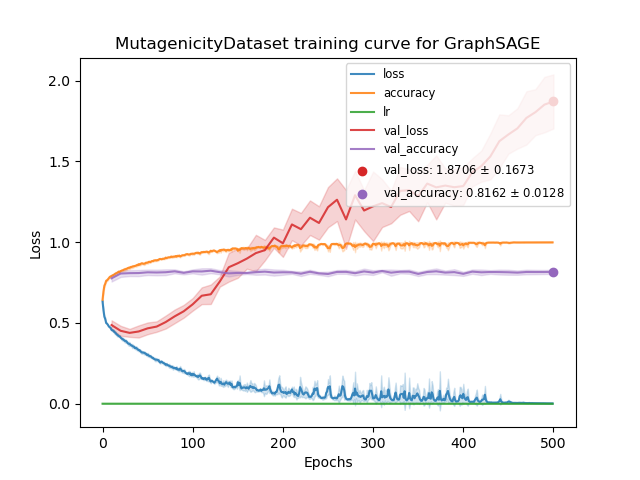 MutagenicityDataset training curve for GraphSAGE
loss
accuracy
lr
val_loss
val_accuracy
val_loss: 1.8706 ± 0.1673
val_accuracy: 0.8162 ± 0.0128
Loss
2.0
1.5
1.0
0.5
0.0
0
100
200
300
400
500
Epochs